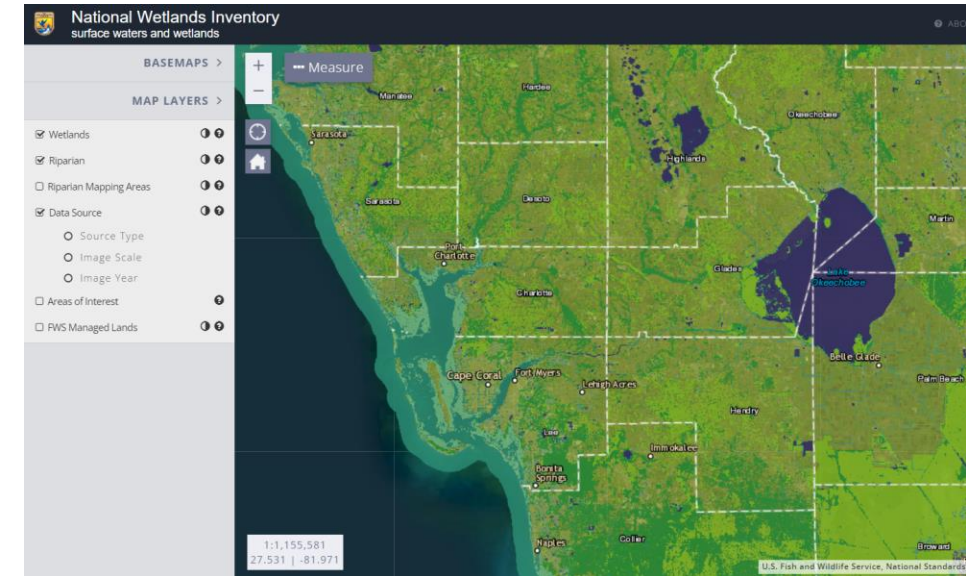 National Wetlands Inventory
surface waters and wetlands
ABO
BASEMAPS >
MAP LAYERS >
Wetlands
Riparian
Riparian Mapping Areas
Data Source
Source Type
Image Scale
Image Year
Areas of Interest
FWS Managed Lands
+
Measure
−
Manatee
Hardee
Okeechobee
Sarasota
Highlands
Sarasota
Desoto
Martin
Port
Charlotte
Glades
Lake
Okeechobee
Charlotte
Belle Glade
Cape Coral
Fort Myers
Lehigh Acres
Palm Beach
Hendry
Lee
Immokalee
Bonita
Springs
Naples
Collier
Broward
1:1,155,581
27.531 | -81.971
U.S. Fish and Wildlife Service, National Standards